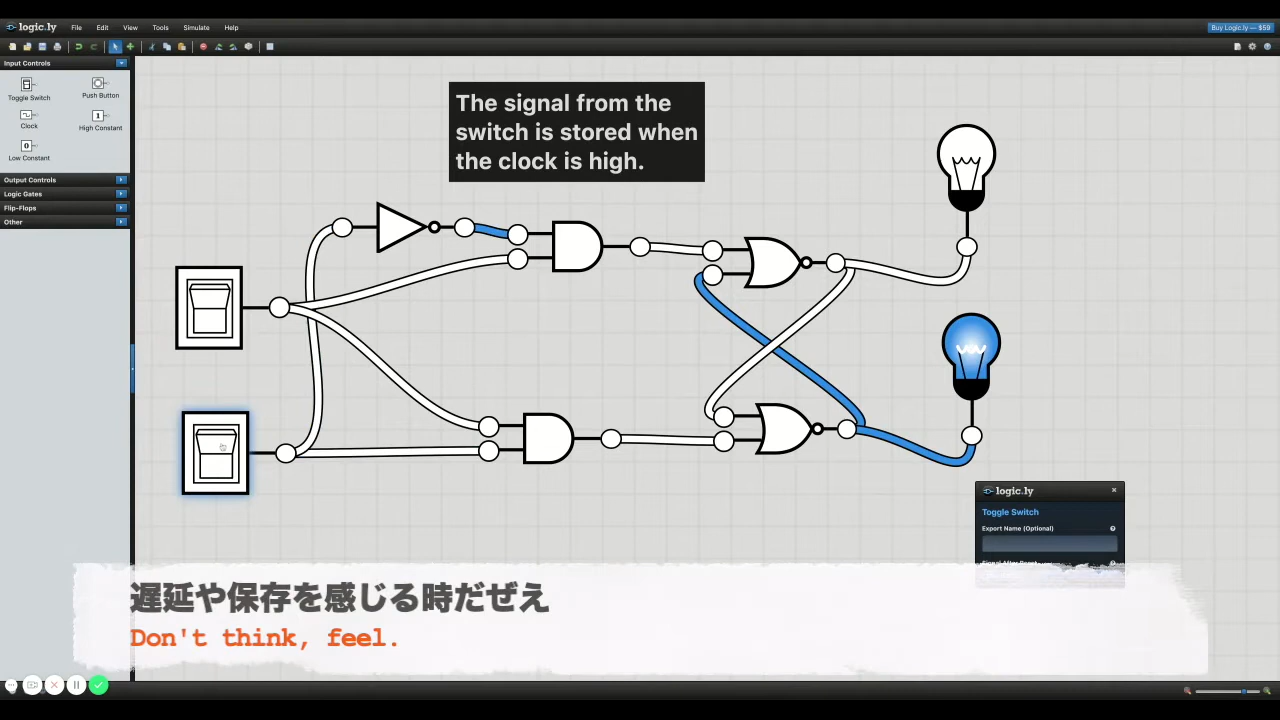 logic.ly File Edit View Tools Simulate Help Buy Logic.ly — $59
Input Controls
Toggle Switch Push Button
Clock High Constant
1
0
Low Constant
Output Controls
Logic Gates
Flip-Flops
Other
The signal from the
switch is stored when
the clock is high.
logic.ly
Toggle Switch
Export Name (Optional)
遅延や保存を感じる時だぜえ
Don't think, feel.